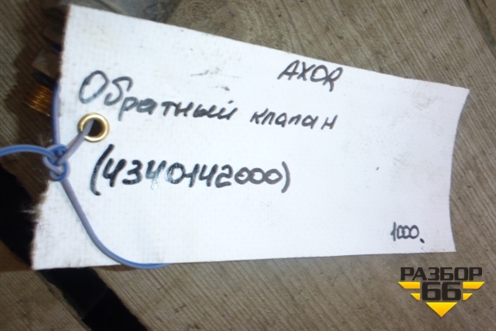 AXOR
Обратный клапан
(4340142000)
1000.
РАЗБОР
66